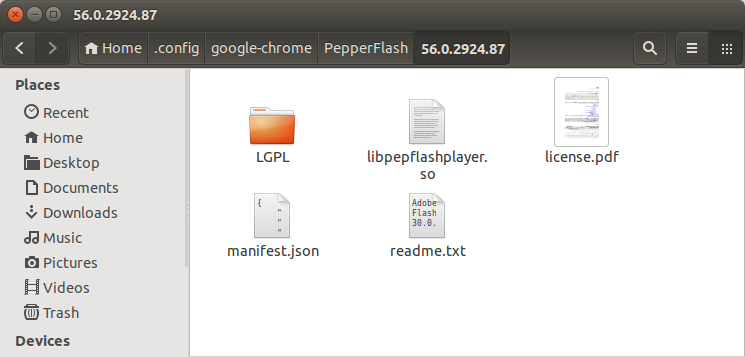 56.0.2924.87
Home .config google-chrome PepperFlash 56.0.2924.87
Places
Recent
Home
Desktop
Documents
Downloads
Music
Pictures
Videos
Trash
Devices
LGPL
libpepflashplayer.
so
license.pdf
{
"
"
"
manifest.json
Adobe
Flash
30.0.
readme.txt